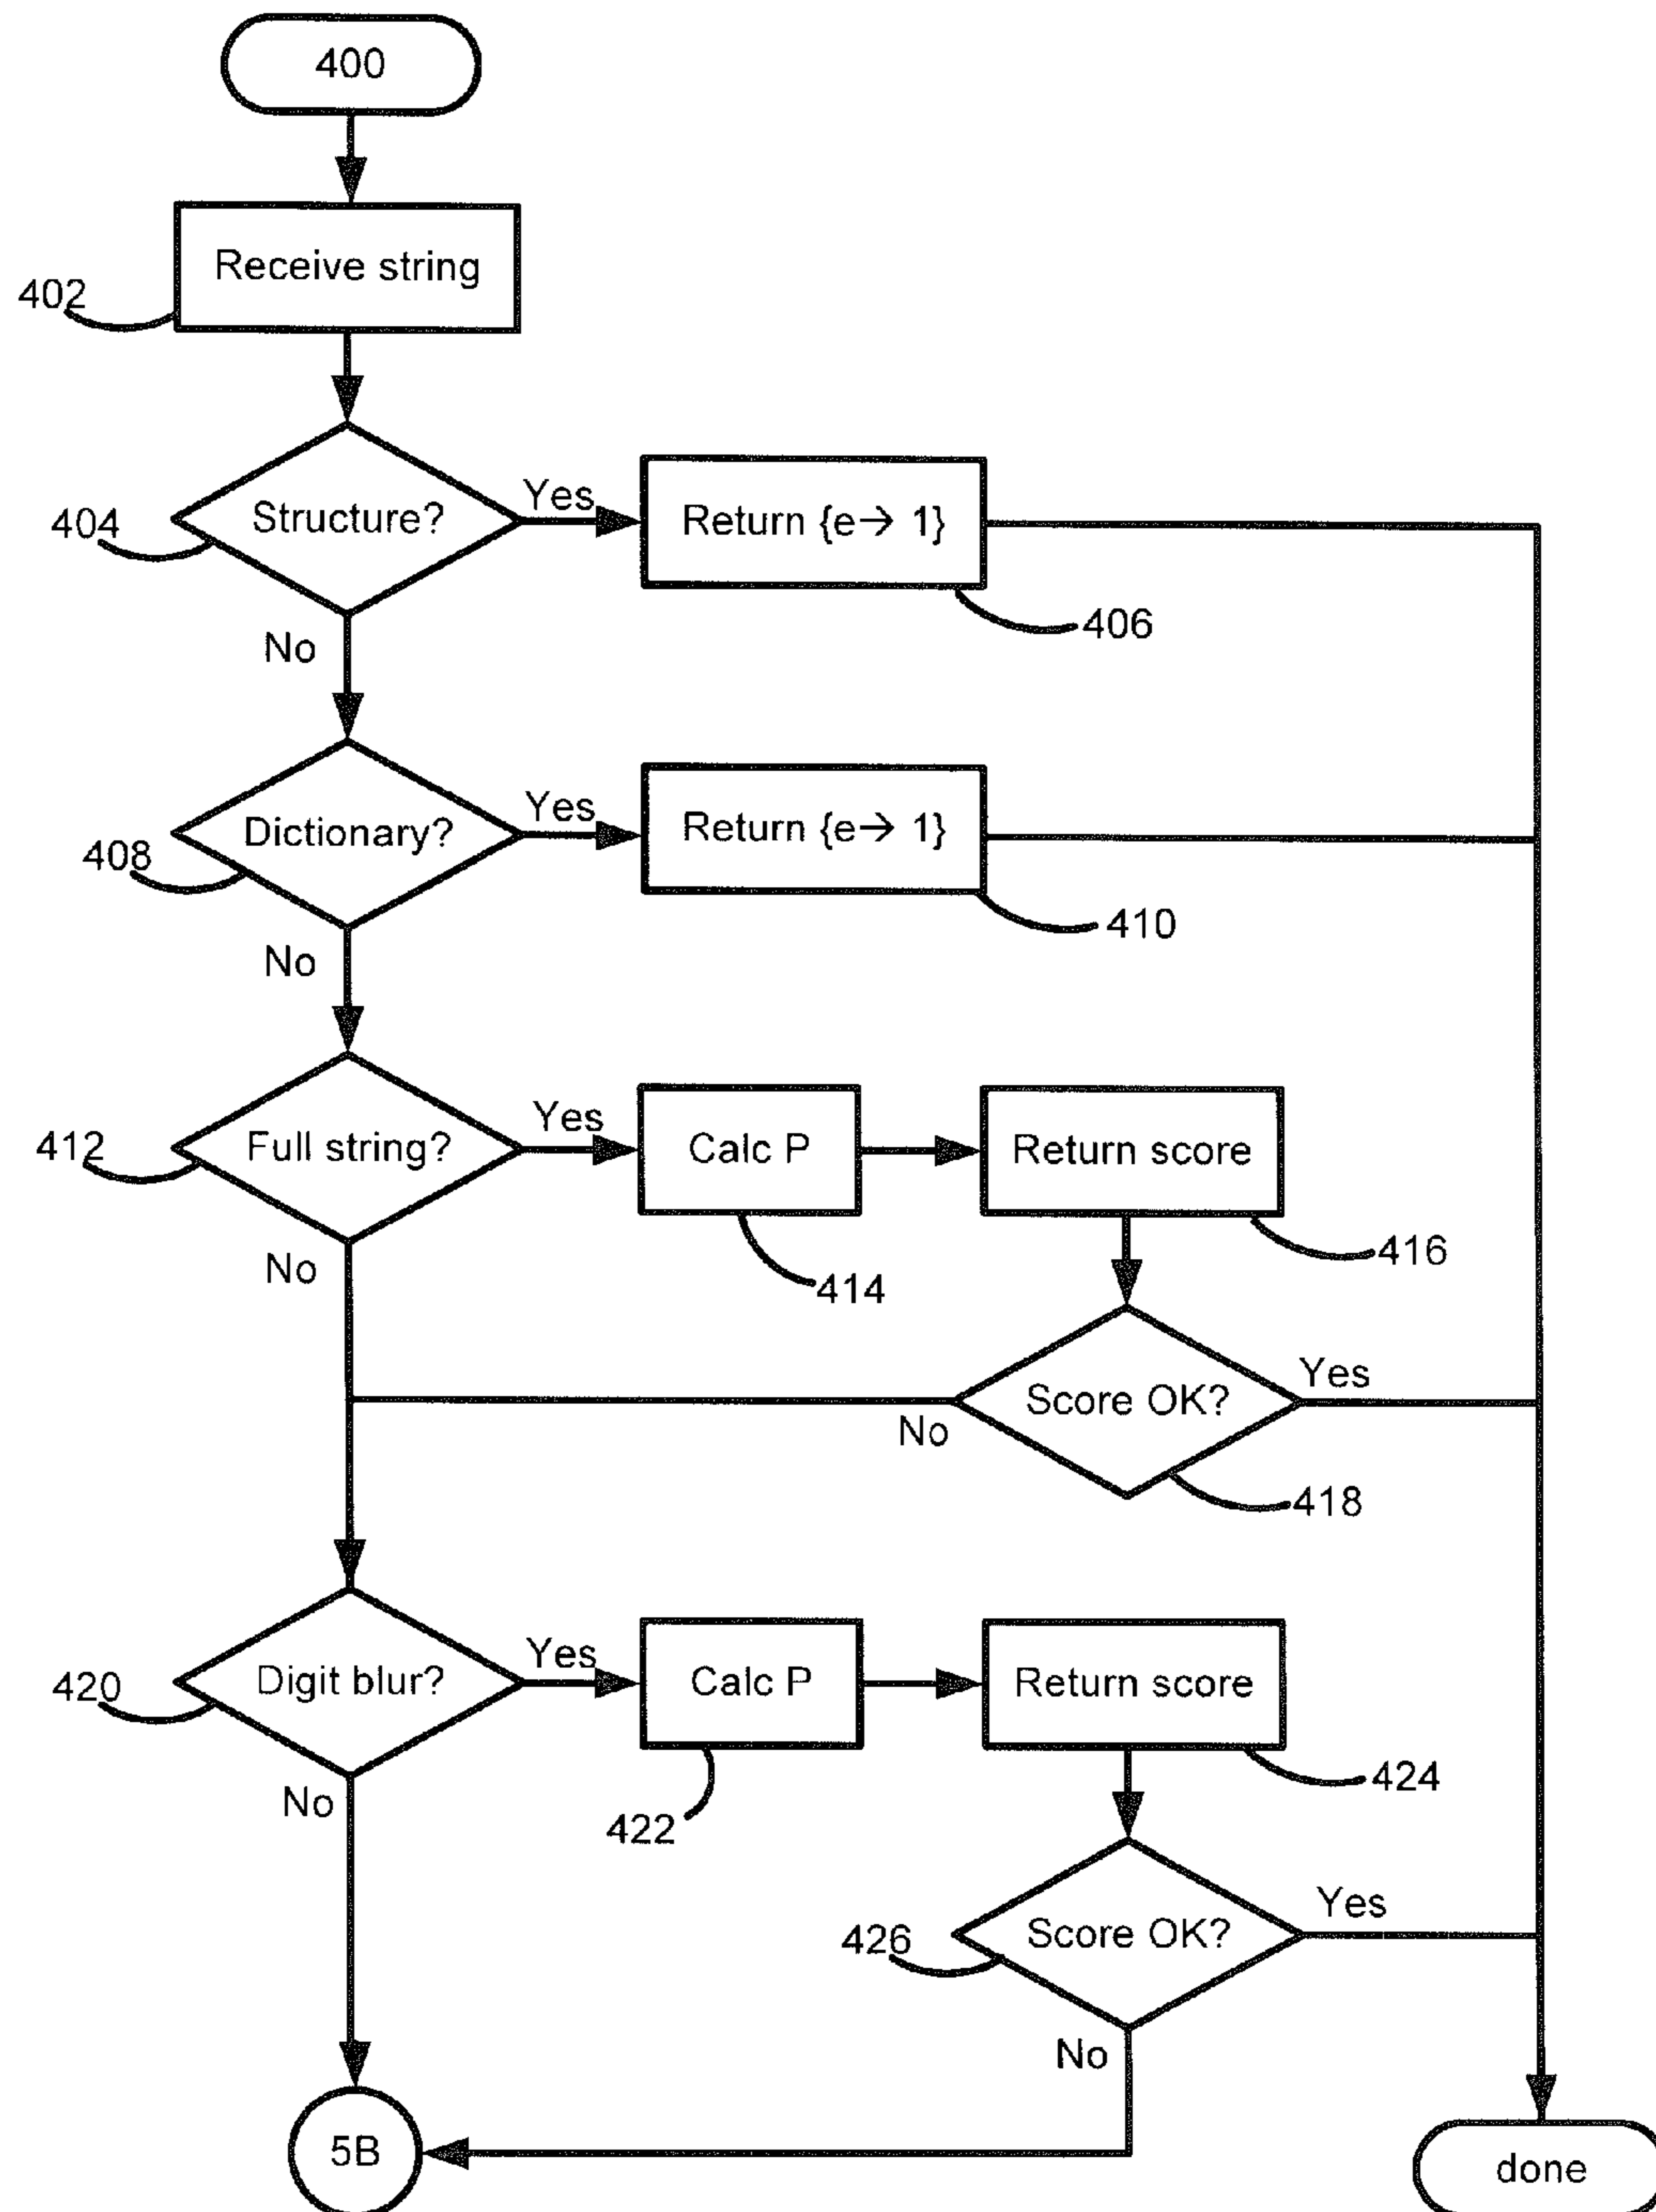 400
Receive string
402
Structure?
Yes
Return {e→ 1}
404
406
No
Dictionary?
Yes
Return {e→ 1}
408
410
No
Full string?
Yes
Calc P
Return score
412
414
416
No
Score OK?
Yes
No
418
Digit blur?
Yes
Calc P
Return score
420
422
424
No
Score OK?
Yes
426
No
5B
done